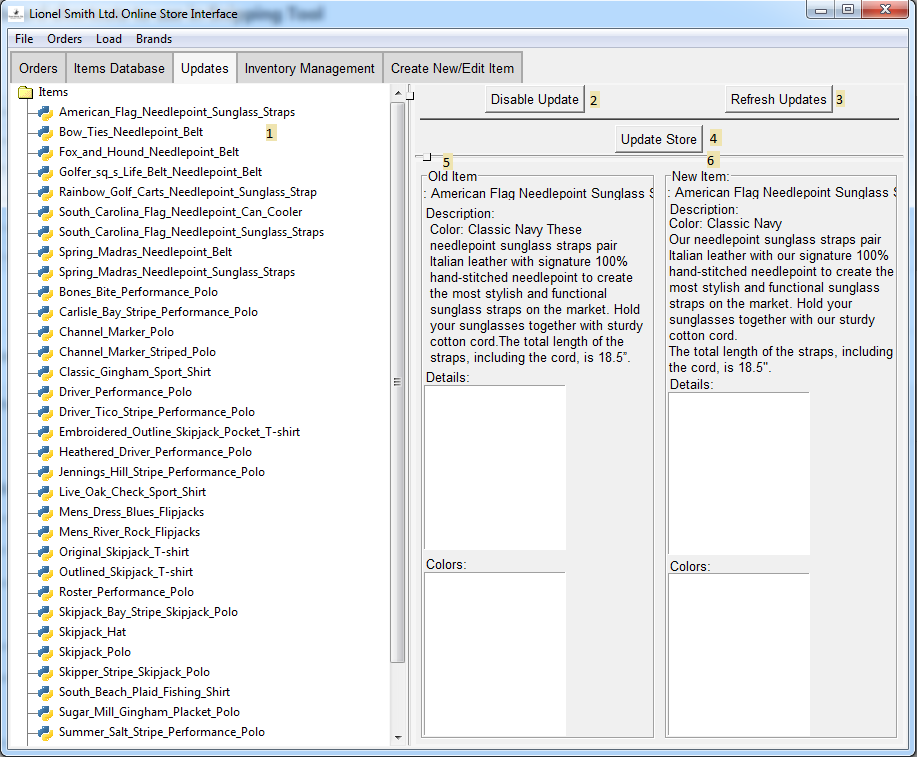 Lionel Smith Ltd. Online Store Interface
File Orders Load Brands
Orders Items Database Updates Inventory Management Create New/Edit Item
Items
American_Flag_Needlepoint_Sunglass_Straps
Bow_Ties_Needlepoint_Belt
1
Fox_and_Hound_Needlepoint_Belt
Golfer_sq_s_Life_Belt_Needlepoint_Belt
Rainbow_Golf_Carts_Needlepoint_Sunglass_Strap
South_Carolina_Flag_Needlepoint_Can_Cooler
South_Carolina_Flag_Needlepoint_Sunglass_Straps
Spring_Madras_Needlepoint_Belt
Spring_Madras_Needlepoint_Sunglass_Straps
Bones_Bite_Performance_Polo
Carlisle_Bay_Stripe_Performance_Polo
Channel_Marker_Polo
Channel_Marker_Striped_Polo
Classic_Gingham_Sport_Shirt
Driver_Performance_Polo
Driver_Tico_Stripe_Performance_Polo
Embroidered_Outline_Skipjack_Pocket_T-shirt
Heathered_Driver_Performance_Polo
Jennings_Hill_Stripe_Performance_Polo
Live_Oak_Check_Sport_Shirt
Mens_Dress_Blues_Flipjacks
Mens_River_Rock_Flipjacks
Original_Skipjack_T-shirt
Outlined_Skipjack_T-shirt
Roster_Performance_Polo
Skipjack_Bay_Stripe_Skipjack_Polo
Skipjack_Hat
Skipjack_Polo
Skipper_Stripe_Skipjack_Polo
South_Beach_Plaid_Fishing_Shirt
Sugar_Mill_Gingham_Placket_Polo
Summer_Salt_Stripe_Performance_Polo
Disable Update 2
Refresh Updates 3
Update Store 4
5
Old Item
: American Flag Needlepoint Sunglass S
Description:
Color: Classic Navy These
needlepoint sunglass straps pair
Italian leather with signature 100%
hand-stitched needlepoint to create
the most stylish and functional
sunglass straps on the market. Hold
your sunglasses together with sturdy
cotton cord.The total length of the
straps, including the cord, is 18.5”.
Details:
Colors:
6
New Item:
: American Flag Needlepoint Sunglass S
Description:
Color: Classic Navy
Our needlepoint sunglass straps pair
Italian leather with our signature 100%
hand-stitched needlepoint to create the
most stylish and functional sunglass
straps on the market. Hold your
sunglasses together with our sturdy
cotton cord.
The total length of the straps, including
the cord, is 18.5".
Details:
Colors: